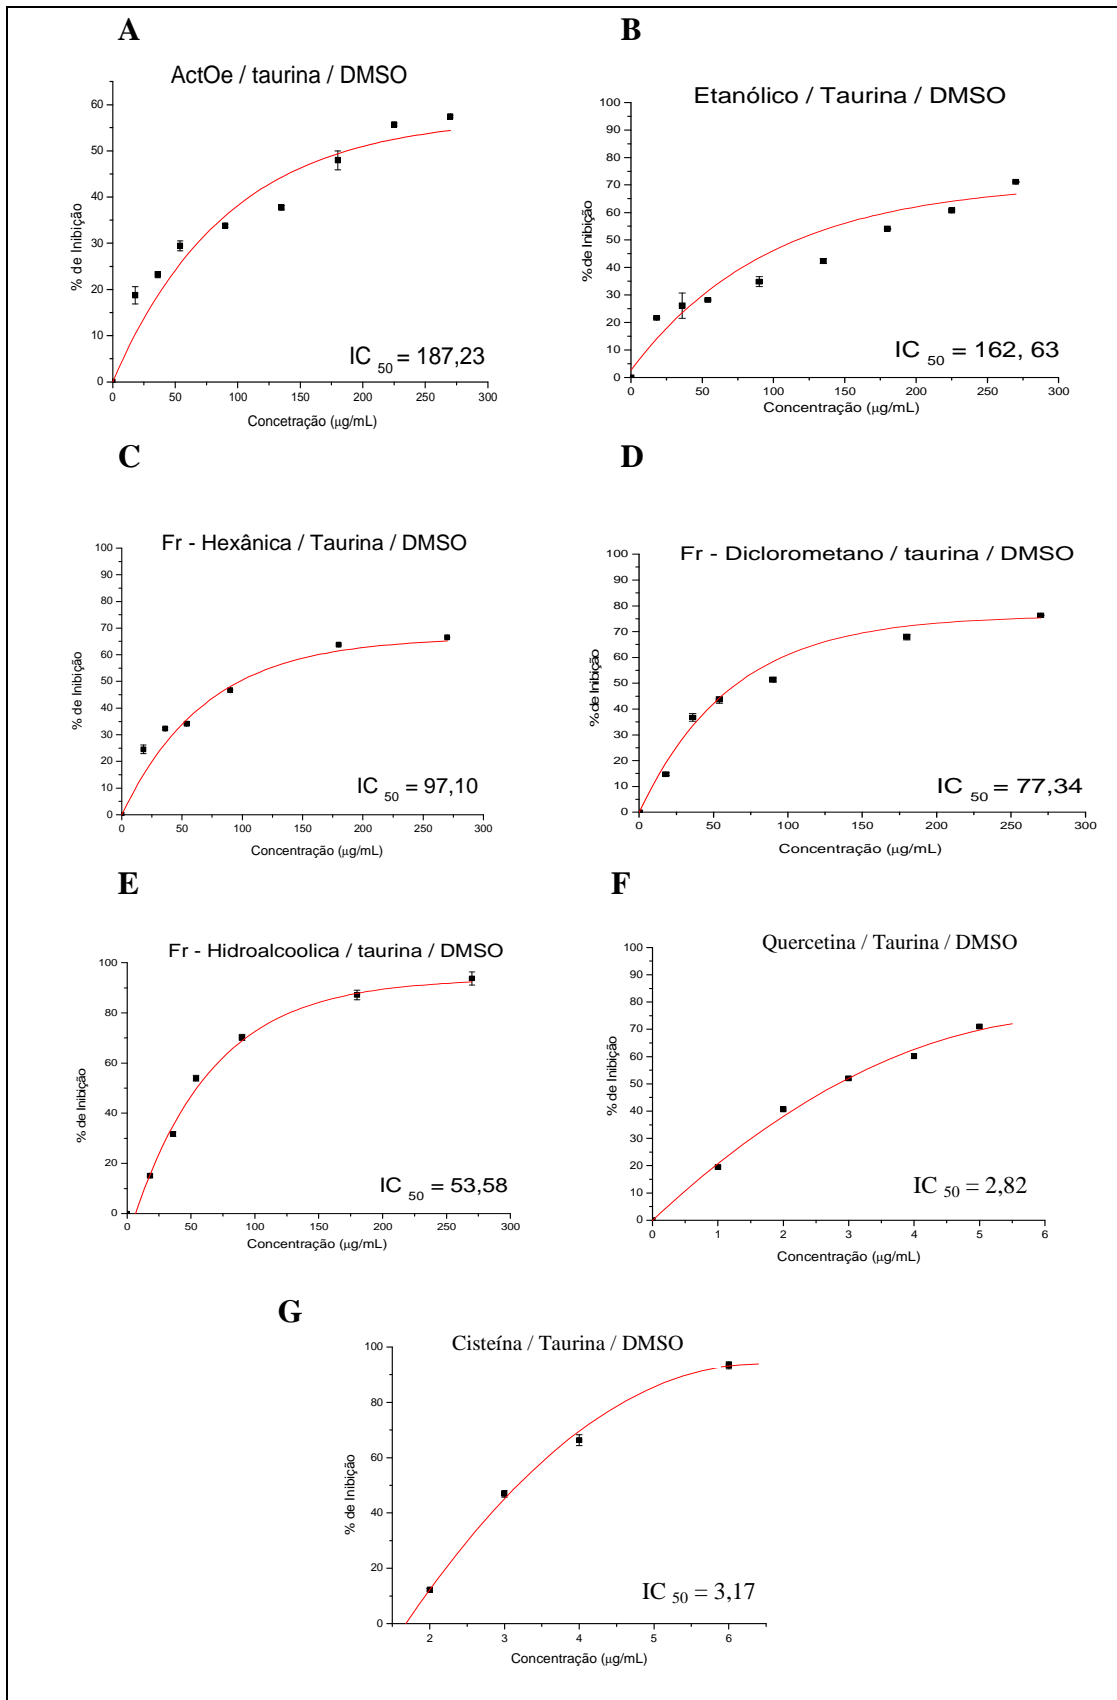 A
ActOe / taurina / DMSO
60
50
40
30
20
10
0
% de Inibição
IC 50 = 187,23
0 50 100 150 200 250 300
Concetração (µg/mL)
B
Etanólico / Taurina / DMSO
100
90
80
70
60
50
40
30
20
10
0
% de Inibição
IC 50 = 162, 63
0 50 100 150 200 250 300
Concentração (µg/mL)
C
Fr - Hexânica / Taurina / DMSO
100
90
80
70
60
50
40
30
20
10
0
% de Inibição
IC 50 = 97,10
0 50 100 150 200 250 300
Concentração (µg/mL)
D
Fr - Diclorometano / taurina / DMSO
100
90
80
70
60
50
40
30
20
10
0
% de Inibição
IC 50 = 77,34
0 50 100 150 200 250 300
Concentração (µg/mL)
E
Fr - Hidroalcoolica / taurina / DMSO
100
80
60
40
20
0
% de Inibição
IC 50 = 53,58
0 50 100 150 200 250 300
Concentração (µg/mL)
F
Quercetina / Taurina / DMSO
100
90
80
70
60
50
40
30
20
10
0
% de Inibição
IC 50 = 2,82
0 1 2 3 4 5 6
Concentração (µg/mL)
G
Cisteína / Taurina / DMSO
100
80
60
40
20
0
% de Inibição
IC 50 = 3,17
2 3 4 5 6
Concentração (µg/mL)